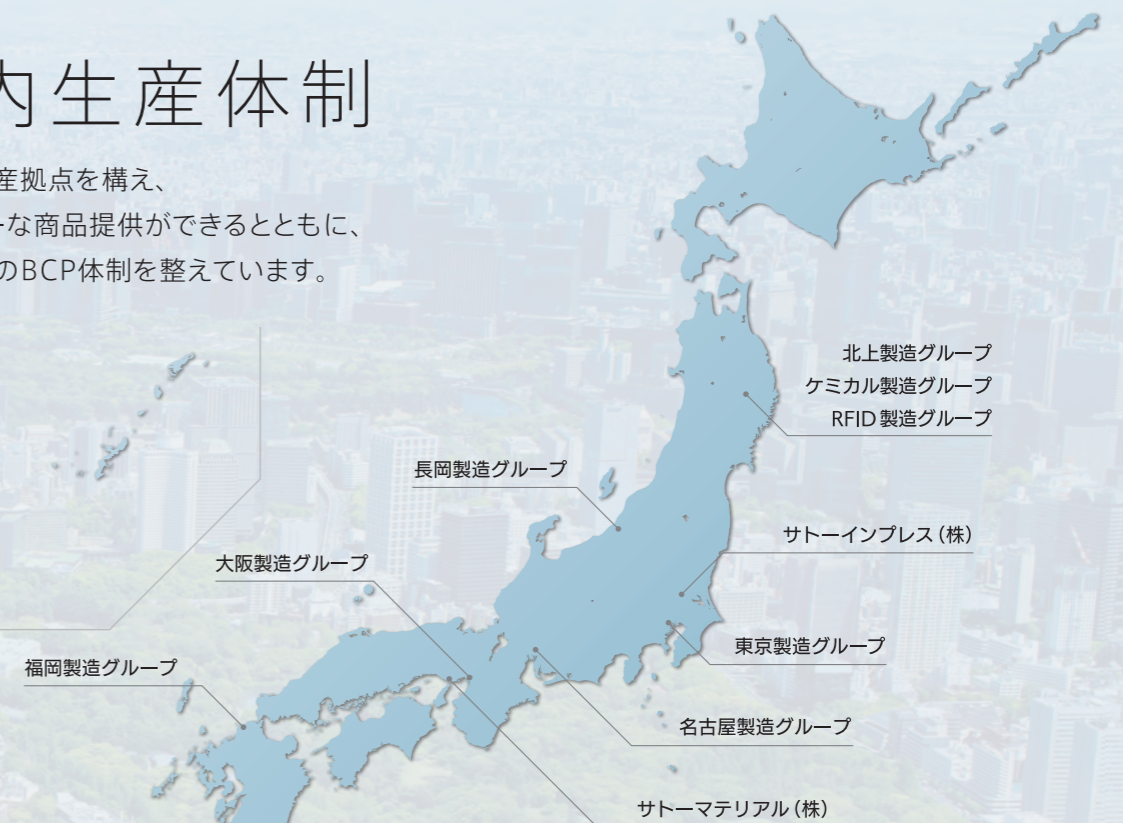 内生産体制
産拠点を構え、
ーな商品提供ができるとともに、
のBCP体制を整えています。
北上製造グループ
ケミカル製造グループ
RFID製造グループ
長岡製造グループ
サトーインプレス(株)
大阪製造グループ
東京製造グループ
福岡製造グループ
名古屋製造グループ
サトーマテリアル(株)